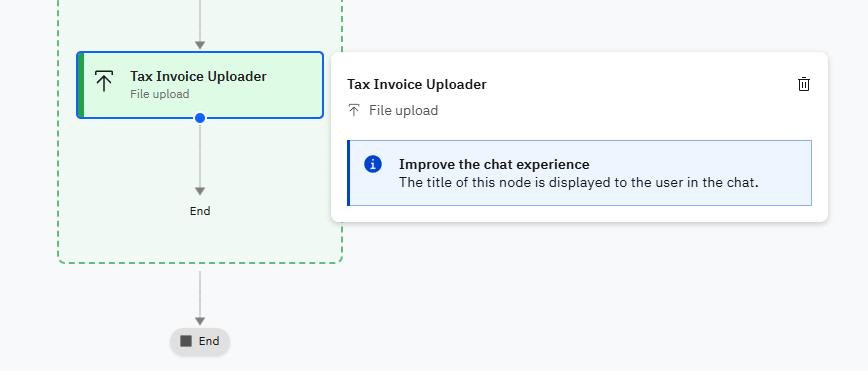 Tax Invoice Uploader
File upload
End
End
Tax Invoice Uploader
File upload
Improve the chat experience
The title of this node is displayed to the user in the chat.